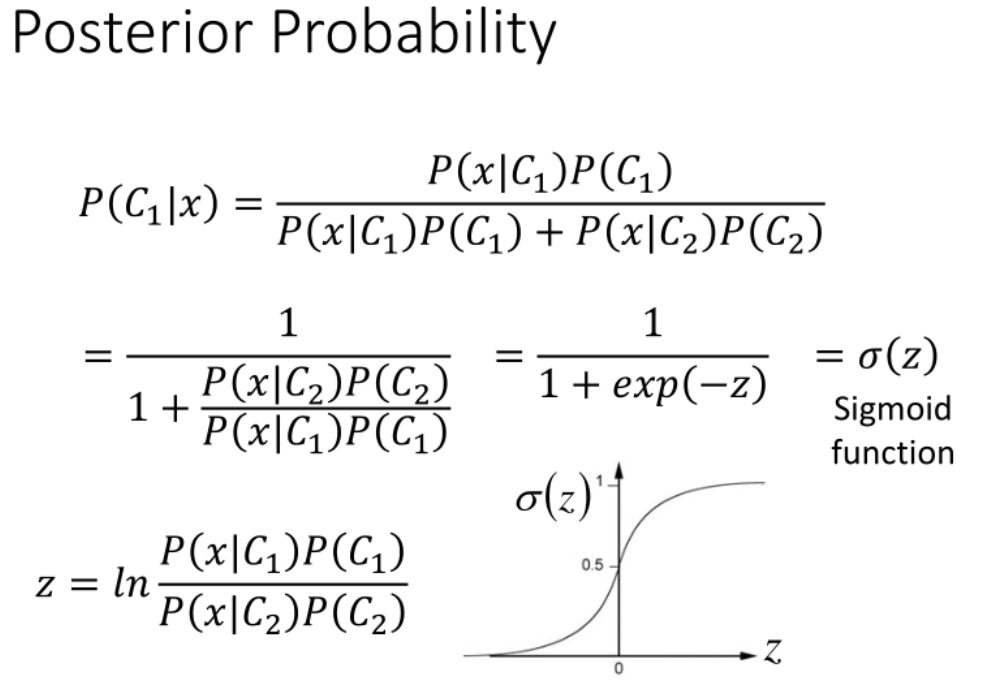 Posterior Probability
P(C₁|x) = P(x|C₁)P(C₁) / P(x|C₁)P(C₁) + P(x|C₂)P(C₂)
= 1 / 1 + P(x|C₂)P(C₂) / P(x|C₁)P(C₁) = 1 / 1 + exp(−z) = σ(z)
Sigmoid
function
z = ln P(x|C₁)P(C₁) / P(x|C₂)P(C₂)
σ(z)
1
0.5
0
z